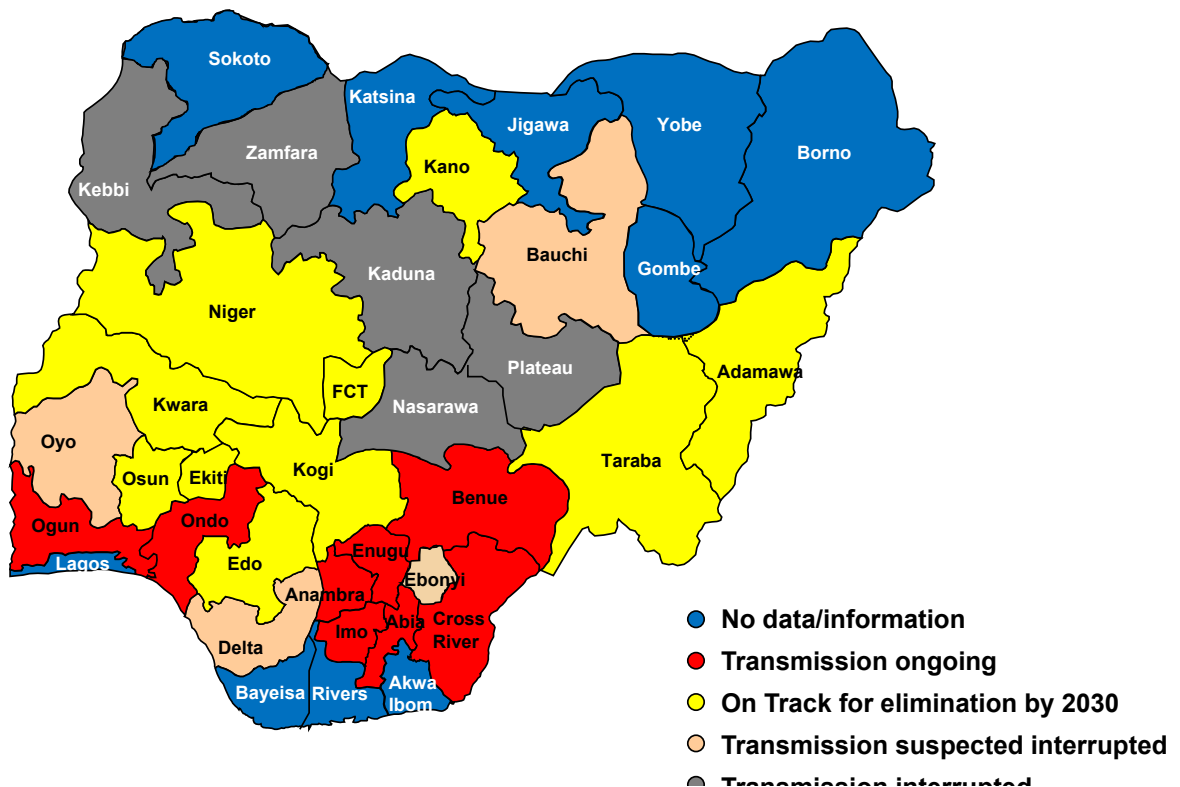 Sokoto
Katsina
Jigawa
Yobe
Borno
Zamfara
Kano
Kebbi
Bauchi
Gombe
Kaduna
Niger
Plateau
Adamawa
FCT
Nasarawa
Kwara
Oyo
Taraba
Kogi
Osun
Ekiti
Benue
Ogun
Ondo
Enugu
Lagos
Edo
Ebonyi
Anambra
Abia
Cross
River
Imo
Delta
Bayeisa
Rivers
Akwa
Ibom
No data/information
Transmission ongoing
On Track for elimination by 2030
Transmission suspected interrupted
Transmission interrupted